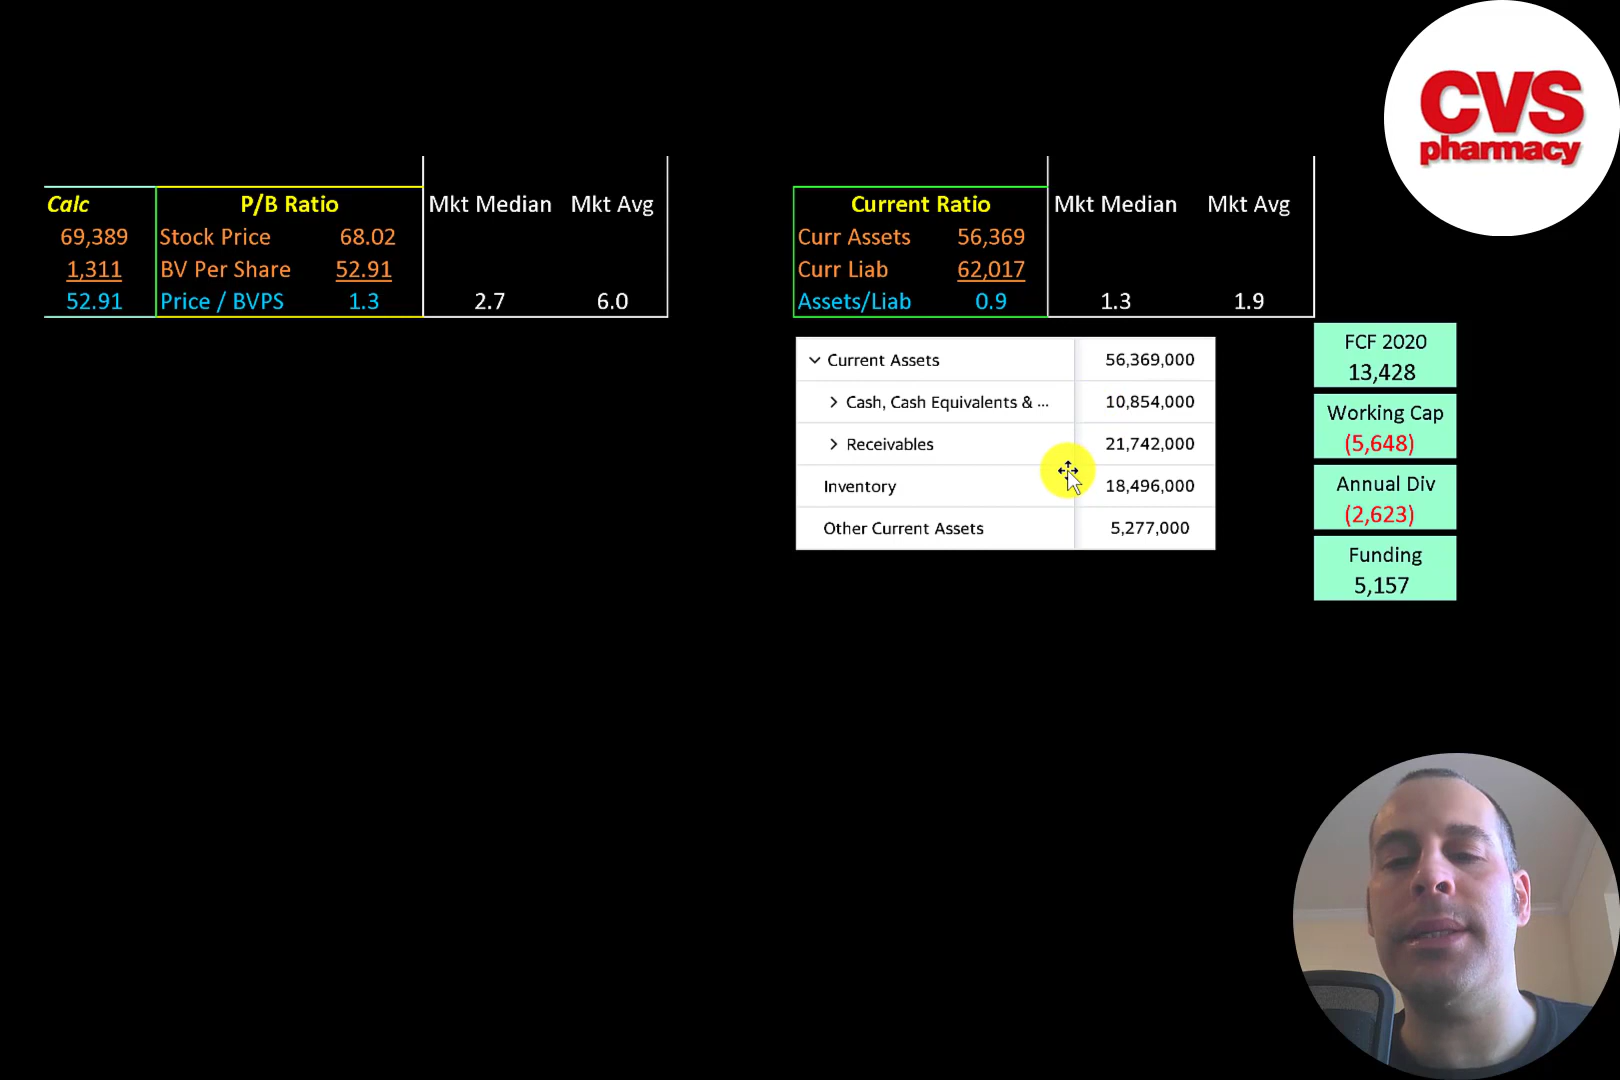 CVS
pharmacy
Calc P/B Ratio Mkt Median Mkt Avg
69,389 Stock Price 68.02
1,311 BV Per Share 52.91
52.91 Price / BVPS 1.3 2.7 6.0
Current Ratio Mkt Median Mkt Avg
Curr Assets 56,369
Curr Liab 62,017
Assets/Liab 0.9 1.3 1.9
Current Assets 56,369,000
Cash, Cash Equivalents & ... 10,854,000
Receivables 21,742,000
Inventory 18,496,000
Other Current Assets 5,277,000
FCF 2020
13,428
Working Cap
(5,648)
Annual Div
(2,623)
Funding
5,157